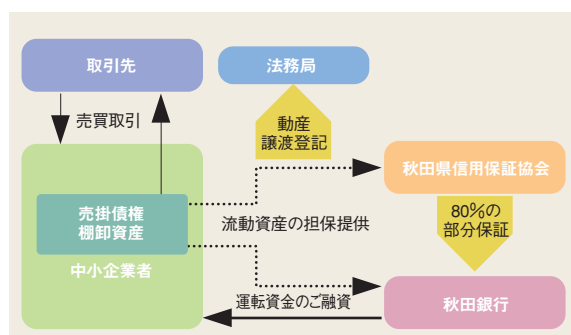 取引先
法務局
売買取引
動産
譲渡登記
秋田県信用保証協会
売掛債権
棚卸資産
流動資産の担保提供
80%の
部分保証
中小企業者
運転資金のご融資
秋田銀行